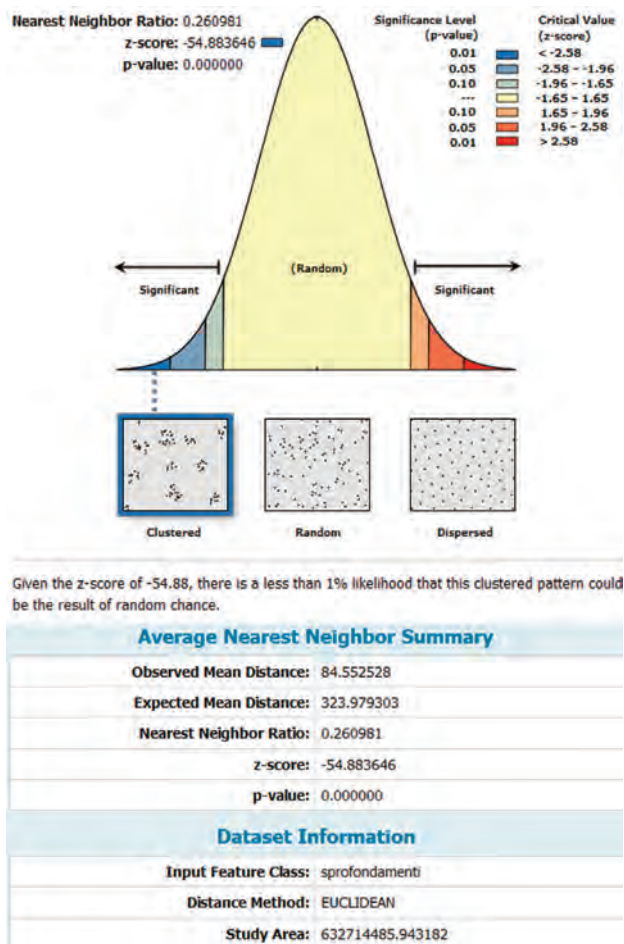 Nearest Neighbor Ratio: 0.260981
z-score: -54.883646
p-value: 0.000000
Significance Level
(p-value)
Critical Value
(z-score)
0.01 < -2.58
0.05 -2.58 - -1.96
0.10 -1.96 - -1.65
--- -1.65 - 1.65
0.10 1.65 - 1.96
0.05 1.96 - 2.58
0.01 > 2.58
(Random)
Significant
Significant
Clustered
Random
Dispersed
Given the z-score of -54.88, there is a less than 1% likelihood that this clustered pattern could
be the result of random chance.
Average Nearest Neighbor Summary
Observed Mean Distance: 84.552528
Expected Mean Distance: 323.979303
Nearest Neighbor Ratio: 0.260981
z-score: -54.883646
p-value: 0.000000
Dataset Information
Input Feature Class: sprofondamenti
Distance Method: EUCLIDEAN
Study Area: 632714485.943182